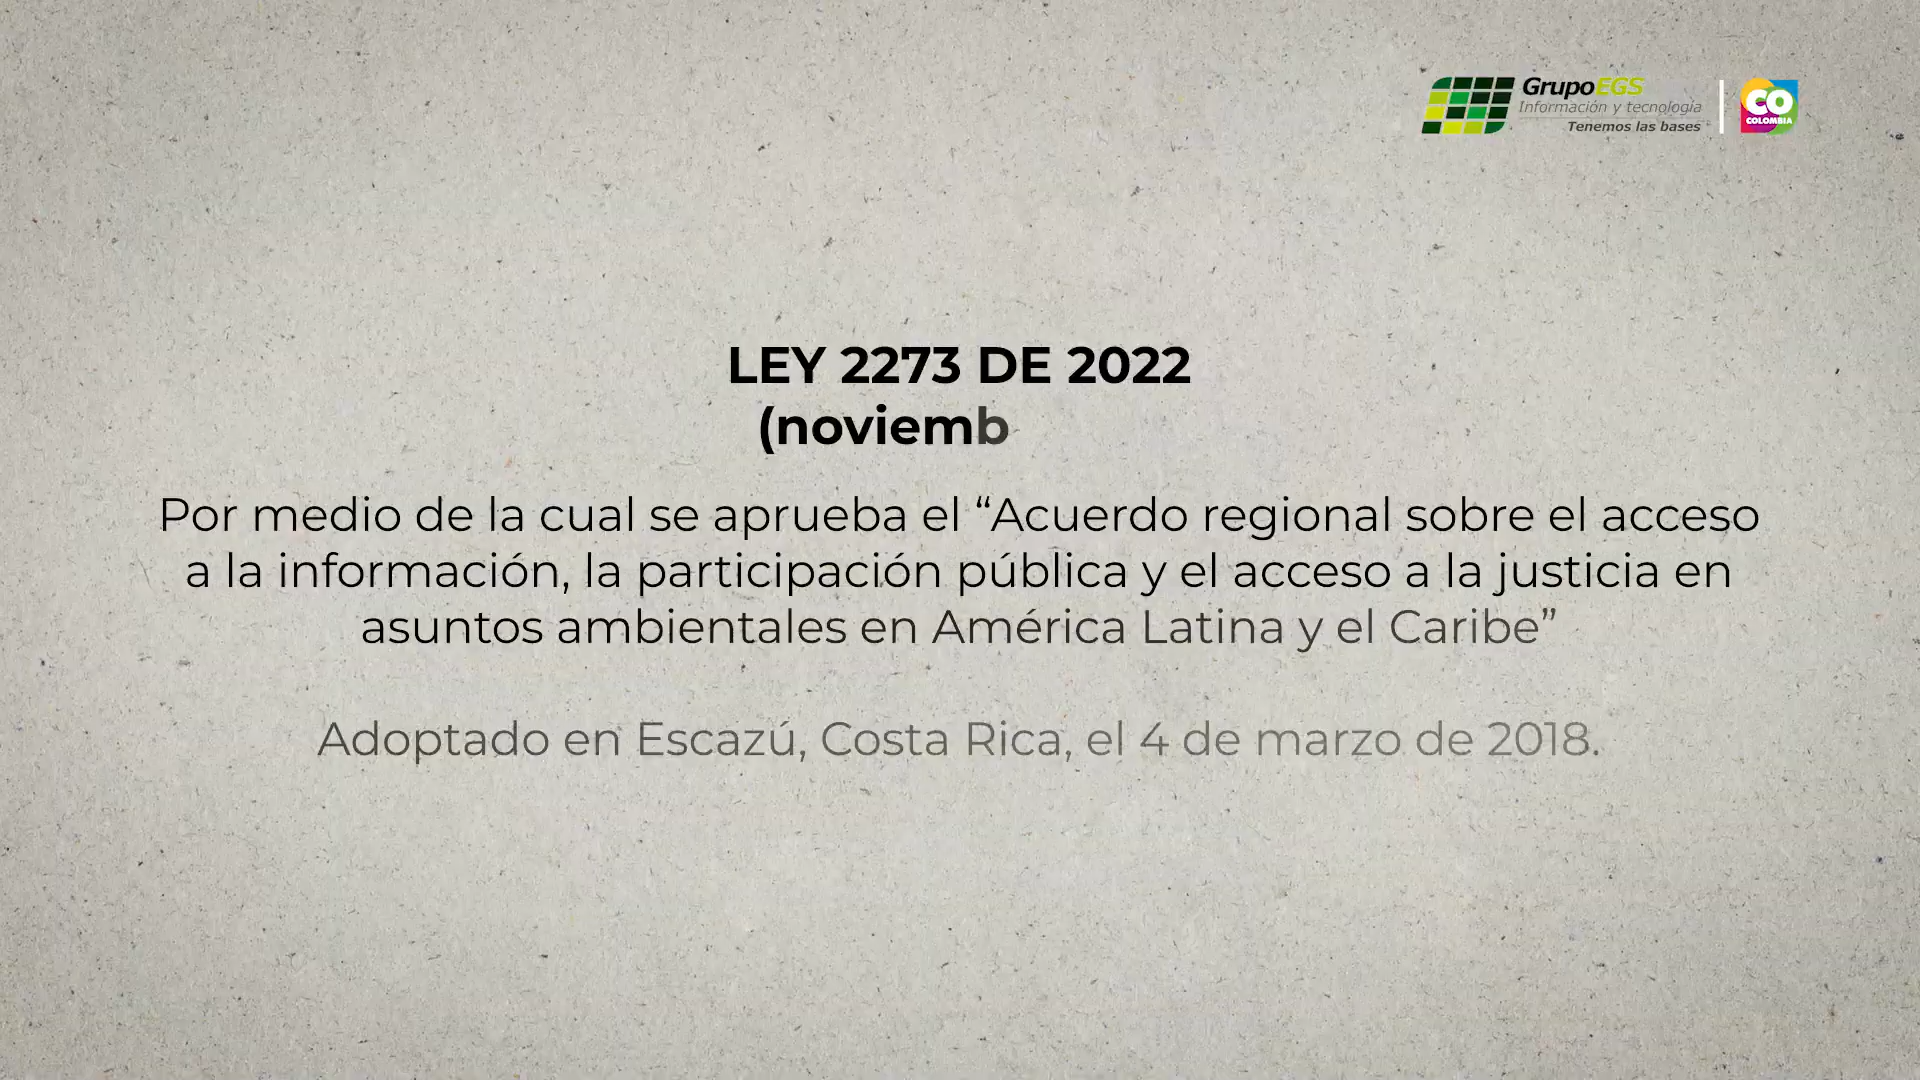 GrupoEGS
Información y tecnología
Tenemos las bases
CO
COLOMBIA
LEY 2273 DE 2022
(noviemb
Por medio de la cual se aprueba el “Acuerdo regional sobre el acceso
a la información, la participación pública y el acceso a la justicia en
asuntos ambientales en América Latina y el Caribe”
Adoptado en Escazú, Costa Rica, el 4 de marzo de 2018.